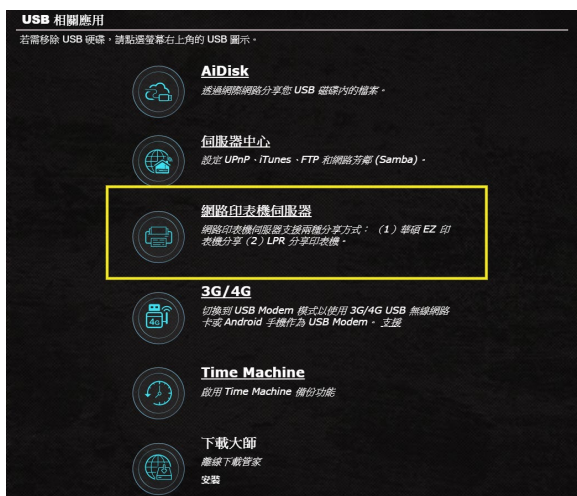 USB 相關應用
若需移除 USB 硬碟，請點選螢幕右上角的 USB 圖示。
AiDisk
透過網際網路分享您 USB 磁碟內的檔案。
伺服器中心
設定 UPnP、iTunes、FTP 和網路芳鄰 (Samba)。
網路印表機伺服器
網路印表機伺服器支援兩種分享方式：（1）華碩 EZ 印
表機分享（2）LPR 分享印表機。
3G/4G
切換到 USB Modem 模式以使用 3G/4G USB 無線網路
卡或 Android 手機作為 USB Modem。 支援
4G
Time Machine
啟用 Time Machine 備份功能
下載大師
離線下載管家
安裝